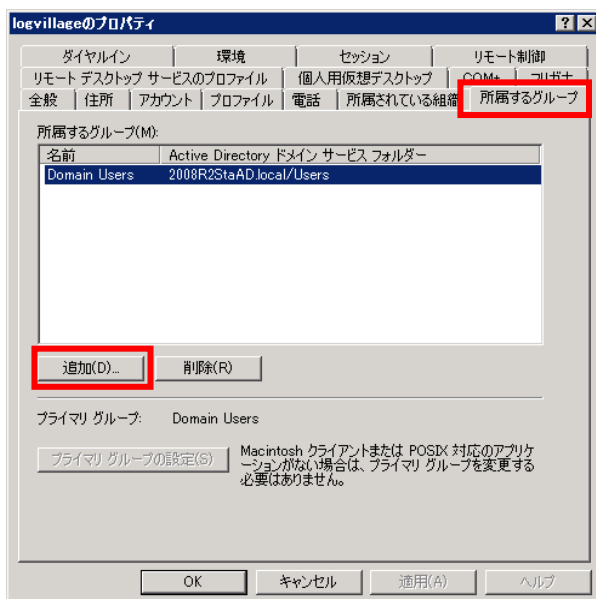 logvillageのプロパティ
ダイヤルイン 環境 セッション リモート制御
リモート デスクトップ サービスのプロファイル 個人用仮想デスクトップ COM+ フリガナ
全般 住所 アカウント プロファイル 電話 所属されている組織 所属するグループ
所属するグループ(M):
名前 Active Directory ドメイン サービス フォルダー
Domain Users 2008R2StaAD.local/Users
追加(D)... 削除(R)
プライマリ グループ: Domain Users
プライマリ グループの設定(S)
Macintosh クライアントまたは POSIX 対応のアプリケ
ーションがない場合は、プライマリ グループを変更する
必要はありません。
OK キャンセル 適用(A) ヘルプ